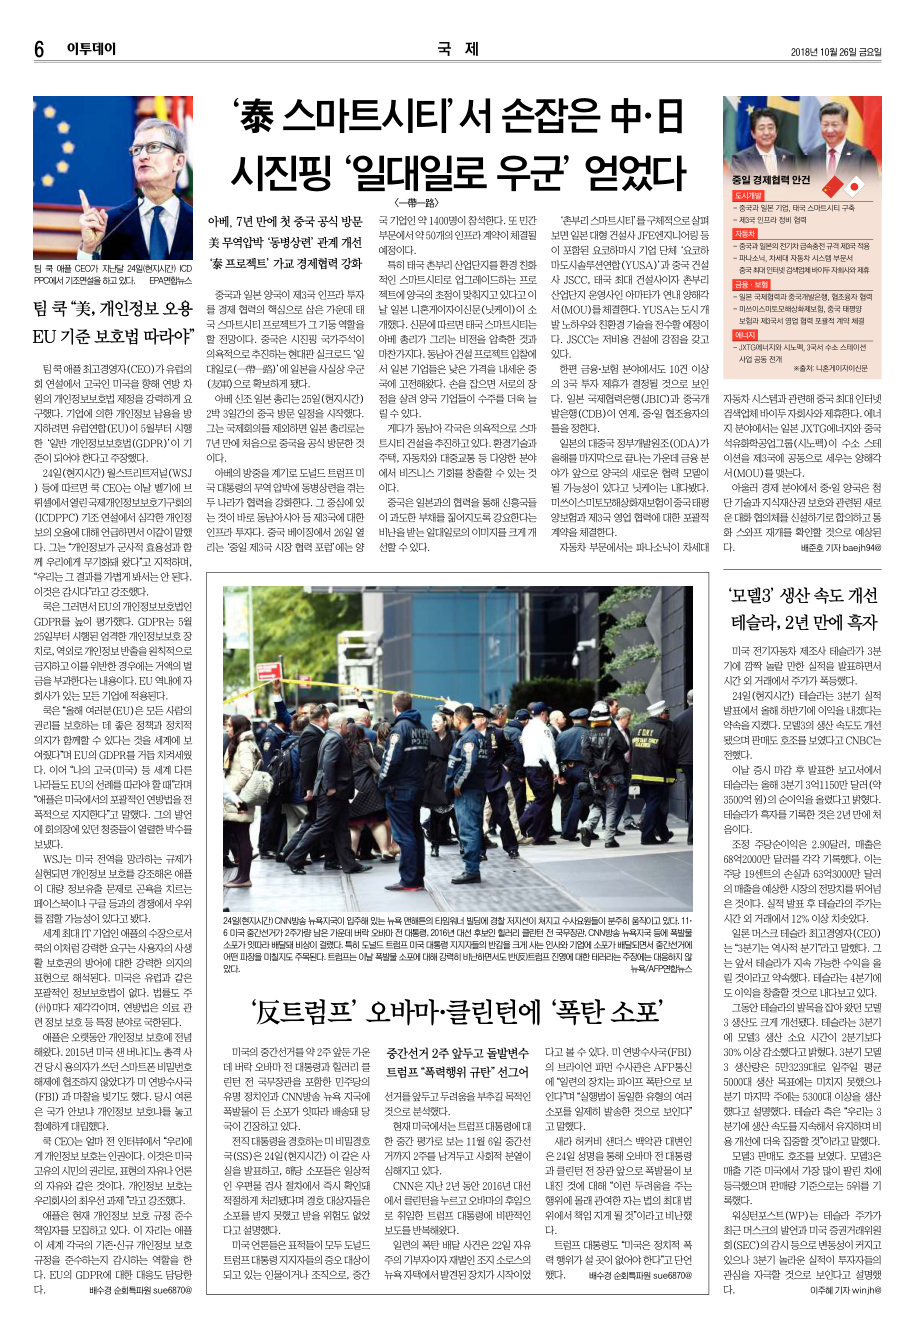 6 이투데이
국 제
2018년 10월 26일 금요일
팀 쿡 애플 CEO가 지난달 24일(현지시간) ICD
PPC에서 기조연설을 하고 있다. EPA연합뉴스
팀 쿡 “美, 개인정보 오용
EU 기준 보호법 따라야”
팀 쿡 애플 최고경영자(CEO)가 유럽의
회 연설에서 고국인 미국을 향해 연방 차
원의 개인정보보호법 제정을 강력하게 요
구했다. 기업에 의한 개인정보 남용을 방
지하려면 유럽연합(EU)이 5월부터 시행
한 ‘일반 개인정보보호법(GDPR)’이 기
준이 되어야 한다고 주장했다.
24일(현지시간) 월스트리트저널(WSJ
) 등에 따르면 쿡 CEO는 이날 벨기에 브
뤼셀에서 열린 국제개인정보보호기구회의
(ICDPPC) 기조 연설에서 심각한 개인정
보의 오용에 대해 언급하면서 이같이 말했
다. 그는 “개인정보가 군사적 효용성과 함
께 우리에게 무기화돼 왔다”고 지적하며,
“우리는 그 결과를 가볍게 봐서는 안 된다.
이것은 감시다”라고 강조했다.
쿡은 그러면서 EU의 개인정보보호법인
GDPR를 높이 평가했다. GDPR는 5월
25일부터 시행된 엄격한 개인정보보호 장
치로, 역외로 개인정보 반출을 원칙적으로
금지하고 이를 위반한 경우에는 거액의 벌
금을 부과한다는 내용이다. EU 역내에 자
회사가 있는 모든 기업에 적용된다.
쿡은 “올해 여러분(EU)은 모든 사람의
권리를 보호하는 데 좋은 정책과 정치적
의지가 함께할 수 있다는 것을 세계에 보
여줬다”며 EU의 GDPR를 거듭 치켜세웠
다. 이어 “나의 고국(미국) 등 세계 다른
나라들도 EU의 선례를 따라야 할 때”라며
“애플은 미국에서의 포괄적인 연방법을 전
폭적으로 지지한다”고 말했다. 그의 발언
에 회의장에 있던 청중들이 열렬한 박수를
보냈다.
WSJ는 미국 전역을 망라하는 규제가
실현되면 개인정보 보호를 강조해온 애플
이 대량 정보유출 문제로 곤욕을 치르는
페이스북이나 구글 등과의 경쟁에서 우위
를 점할 가능성이 있다고 봤다.
세계 최대 IT 기업인 애플의 수장으로서
쿡의 이처럼 강력한 요구는 사용자의 사생
활 보호권의 방어에 대한 강력한 의지의
표현으로 해석된다. 미국은 유럽과 같은
포괄적인 정보보호법이 없다. 법률도 주
(州)마다 제각각이며, 연방법은 의료 관
련 정보 보호 등 특정 분야로 국한된다.
애플은 오랫동안 개인정보 보호에 전념
해왔다. 2015년 미국 샌 버나디노 총격 사
건 당시 용의자가 쓰던 스마트폰 비밀번호
해제에 협조하지 않았다가 미 연방수사국
(FBI) 과 마찰을 빚기도 했다. 당시 여론
은 국가 안보냐 개인정보 보호냐를 놓고
첨예하게 대립했다.
쿡 CEO는 얼마 전 인터뷰에서 “우리에
게 개인정보 보호는 인권이다. 이것은 미국
고유의 시민의 권리로, 표현의 자유나 언론
의 자유와 같은 것이다. 개인정보 보호는
우리회사의 최우선 과제 ”라고 강조했다.
애플은 현재 개인정보 보호 규정 준수
책임자를 모집하고 있다. 이 자리는 애플
이 세계 각국의 기존·신규 개인정보 보호
규정을 준수하는지 감시하는 역할을 한
다. EU의 GDPR에 대한 대응도 담당한
다. 배수경 순회특파원 sue6870@
‘泰 스마트시티’서 손잡은 中·日
시진핑 ‘일대일로 우군’ 얻었다
〈一帶一路〉
아베, 7년 만에 첫 중국 공식 방문
美 무역압박 ‘동병상련’ 관계 개선
‘泰 프로젝트’ 가교 경제협력 강화
중국과 일본 양국이 제3국 인프라 투자
를 경제 협력의 핵심으로 삼은 가운데 태
국 스마트시티 프로젝트가 그 기둥 역할을
할 전망이다. 중국은 시진핑 국가주석이
의욕적으로 추진하는 현대판 실크로드 ‘일
대일로(一帶一路)’에 일본을 사실상 우군
(友軍)으로 확보하게 됐다.
아베 신조 일본 총리는 25일(현지시간)
2박 3일간의 중국 방문 일정을 시작했다.
그는 국제회의를 제외하면 일본 총리로는
7년 만에 처음으로 중국을 공식 방문한 것
이다.
아베의 방중을 계기로 도널드 트럼프 미
국 대통령의 무역 압박에 동병상련을 겪는
두 나라가 협력을 강화한다. 그 중심에 있
는 것이 바로 동남아시아 등 제3국에 대한
인프라 투자다. 중국 베이징에서 26일 열
리는 ‘중일 제3국 시장 협력 포럼’에는 양
국 기업인 약 1400명이 참석한다. 또 민간
부문에서 약 50개의 인프라 계약이 체결될
예정이다.
특히 태국 촌부리 산업단지를 환경 친화
적인 스마트시티로 업그레이드하는 프로
젝트에 양국의 초점이 맞춰지고 있다고 이
날 일본 니혼게이자이신문(닛케이)이 소
개했다. 신문에 따르면 태국 스마트시티는
아베 총리가 그리는 비전을 압축한 것과
마찬가지다. 동남아 건설 프로젝트 입찰에
서 일본 기업들은 낮은 가격을 내세운 중
국에 고전해왔다. 손을 잡으면 서로의 장
점을 살려 양국 기업들이 수주를 더욱 늘
릴 수 있다.
게다가 동남아 각국은 의욕적으로 스마
트시티 건설을 추진하고 있다. 환경기술과
주택, 자동차와 대중교통 등 다양한 분야
에서 비즈니스 기회를 창출할 수 있는 것
이다.
중국은 일본과의 협력을 통해 신흥국들
이 과도한 부채를 짊어지도록 강요한다는
비난을 받는 일대일로의 이미지를 크게 개
선할 수 있다.
‘촌부리 스마트시티’를 구체적으로 살펴
보면 일본 대형 건설사 JFE엔지니어링 등
이 포함된 요코하마시 기업 단체 ‘요코하
마도시솔루션연합(YUSA)’과 중국 건설
사 JSCC, 태국 최대 건설사이자 촌부리
산업단지 운영사인 아마타가 연내 양해각
서(MOU)를 체결한다. YUSA는 도시 개
발 노하우와 친환경 기술을 전수할 예정이
다. JSCC는 저비용 건설에 강점을 갖고
있다.
한편 금융·보험 분야에서도 10건 이상
의 3국 투자 제휴가 결정될 것으로 보인
다. 일본 국제협력은행(JBIC)과 중국개
발은행(CDB)이 연계, 중·일 협조융자의
틀을 정한다.
일본의 대중국 정부개발원조(ODA)가
올해를 마지막으로 끝나는 가운데 금융 분
야가 앞으로 양국의 새로운 협력 모델이
될 가능성이 있다고 닛케이는 내다봤다.
미쓰이스미토모해상화재보험이 중국 태평
양보험과 제3국 영업 협력에 대한 포괄적
계약을 체결한다.
자동차 부문에서는 파나소닉이 차세대
중일 경제협력 안건
도시개발
– 중국과 일본 기업, 태국 스마트시티 구축
– 제3국 인프라 정비 협력
자동차
– 중국과 일본의 전기차 급속충전 규격 제3국 적용
– 파나소닉, 차세대 자동차 시스템 부문서
중국 최대 인터넷 검색업체 바이두 자회사와 제휴
금융·보험
– 일본 국제협력과 중국개발은행, 협조융자 협력
– 미쓰이스미토모해상화재보험, 중국 태평양
보험과 제3국서 영업 협력 포괄적 계약 체결
에너지
– JXTG에너지와 시노펙, 3국서 수소 스테이션
사업 공동 전개
※출처: 니혼게이자이신문
자동차 시스템과 관련해 중국 최대 인터넷
검색업체 바이두 자회사와 제휴한다. 에너
지 분야에서는 일본 JXTG에너지와 중국
석유화학공업그룹(시노펙)이 수소 스테
이션을 제3국에 공동으로 세우는 양해각
서(MOU)를 맺는다.
아울러 경제 분야에서 중·일 양국은 첨
단 기술과 지식재산권 보호와 관련된 새로
운 대화 협의체를 신설하기로 합의하고 통
화 스와프 재개를 확인할 것으로 예상된
다. 배준호 기자 baejh94@
24일(현지시간) CNN방송 뉴욕지국이 입주해 있는 뉴욕 맨해튼의 타임워너 빌딩에 경찰 저지선이 쳐지고 수사요원들이 분주히 움직이고 있다. 11·
6 미국 중간선거가 2주가량 남은 가운데 버락 오바마 전 대통령, 2016년 대선 후보인 힐러리 클린턴 전 국무장관, CNN방송 뉴욕지국 등에 폭발물
소포가 잇따라 배달돼 비상이 걸렸다. 특히 도널드 트럼프 미국 대통령 지지자들의 반감을 크게 사는 인사와 기업에 소포가 배달되면서 중간선거에
어떤 파장을 미칠지도 주목된다. 트럼프는 이날 폭발물 소포에 대해 강력히 비난하면서도 반(反)트럼프 진영에 대한 테러라는 주장에는 대응하지 않
았다. 뉴욕/AFP연합뉴스
‘反트럼프’ 오바마·클린턴에 ‘폭탄 소포’
미국의 중간선거를 약 2주 앞둔 가운
데 버락 오바마 전 대통령과 힐러리 클
린턴 전 국무장관을 포함한 민주당의
유명 정치인과 CNN방송 뉴욕 지국에
폭발물이 든 소포가 잇따라 배송돼 당
국이 긴장하고 있다.
전직 대통령을 경호하는 미 비밀경호
국(SS)은 24일(현지시간) 이 같은 사
실을 발표하고, 해당 소포들은 일상적
인 우편물 검사 절차에서 즉시 확인돼
적절하게 처리됐다며 경호 대상자들은
소포를 받지 못했고 받을 위험도 없었
다고 설명했다.
미국 언론들은 표적들이 모두 도널드
트럼프 대통령 지지자들의 증오 대상이
되고 있는 인물이거나 조직으로, 중간
중간선거 2주 앞두고 돌발변수
트럼프 “폭력행위 규탄” 선그어
선거를 앞두고 두려움을 부추길 목적인
것으로 분석했다.
현재 미국에서는 트럼프 대통령에 대
한 중간 평가로 보는 11월 6일 중간선
거까지 2주를 남겨두고 사회적 분열이
심해지고 있다.
CNN은 지난 2년 동안 2016년 대선
에서 클린턴을 누르고 오바마의 후임으
로 취임한 트럼프 대통령에 비판적인
보도를 반복해왔다.
일련의 폭탄 배달 사건은 22일 자유
주의 기부자이자 재벌인 조지 소로스의
뉴욕 자택에서 발견된 장치가 시작이었
다고 볼 수 있다. 미 연방수사국(FBI)
의 브라이언 파먼 수사관은 AFP통신
에 “일련의 장치는 파이프 폭탄으로 보
인다”며 “실행범이 동일한 유형의 여러
소포를 일제히 발송한 것으로 보인다”
고 말했다.
새라 허커비 샌더스 백악관 대변인
은 24일 성명을 통해 오바마 전 대통령
과 클린턴 전 장관 앞으로 폭발물이 보
내진 것에 대해 “이런 두려움을 주는
행위에 몰래 관여한 자는 법의 최대 범
위에서 책임 지게 될 것”이라고 비난했
다.
트럼프 대통령도 “미국은 정치적 폭
력 행위가 설 곳이 없어야 한다”고 단언
했다. 배수경 순회특파원 sue6870@
‘모델3’ 생산 속도 개선
테슬라, 2년 만에 흑자
미국 전기자동차 제조사 테슬라가 3분
기에 깜짝 놀랄 만한 실적을 발표하면서
시간 외 거래에서 주가가 폭등했다.
24일(현지시간) 테슬라는 3분기 실적
발표에서 올해 하반기에 이익을 내겠다는
약속을 지켰다. 모델3의 생산 속도도 개선
됐으며 판매도 호조를 보였다고 CNBC는
전했다.
이날 증시 마감 후 발표한 보고서에서
테슬라는 올해 3분기 3억1150만 달러(약
3500억 원)의 순이익을 올렸다고 밝혔다.
테슬라가 흑자를 기록한 것은 2년 만에 처
음이다.
조정 주당순이익은 2.90달러, 매출은
68억2000만 달러를 각각 기록했다. 이는
주당 19센트의 손실과 63억3000만 달러
의 매출을 예상한 시장의 전망치를 뛰어넘
은 것이다. 실적 발표 후 테슬라의 주가는
시간 외 거래에서 12% 이상 치솟았다.
일론 머스크 테슬라 최고경영자(CEO)
는 “3분기는 역사적 분기”라고 말했다. 그
는 앞서 테슬라가 지속 가능한 수익을 올
릴 것이라고 약속했다. 테슬라는 4분기에
도 이익을 창출할 것으로 내다보고 있다.
그동안 테슬라의 발목을 잡아 왔던 모델
3 생산도 크게 개선됐다. 테슬라는 3분기
에 모델3 생산 소요 시간이 2분기보다
30% 이상 감소했다고 밝혔다. 3분기 모델
3 생산량은 5만3239대로 일주일 평균
5000대 생산 목표에는 미치지 못했으나
분기 마지막 주에는 5300대 이상을 생산
했다고 설명했다. 테슬라 측은 “우리는 3
분기에 생산 속도를 지속해서 유지하며 비
용 개선에 더욱 집중할 것”이라고 말했다.
모델3 판매도 호조를 보였다. 모델3은
매출 기준 미국에서 가장 많이 팔린 차에
등극했으며 판매량 기준으로는 5위를 기
록했다.
워싱턴포스트(WP)는 테슬라 주가가
최근 머스크의 발언과 미국 증권거래위원
회(SEC)의 감시 등으로 변동성이 커지고
있으나 3분기 놀라운 실적이 투자자들의
관심을 자극할 것으로 보인다고 설명했
다. 이주혜 기자 winjh@